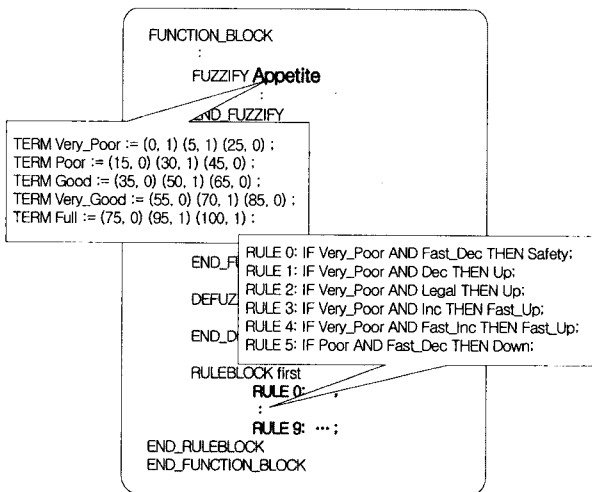 FUNCTION_BLOCK
:
FUZZIFY Appetite
:
END_FUZZIFY
TERM Very_Poor := (0, 1) (5, 1) (25, 0) ;
TERM Poor := (15, 0) (30, 1) (45, 0) ;
TERM Good := (35, 0) (50, 1) (65, 0) ;
TERM Very_Good := (55, 0) (70, 1) (85, 0) ;
TERM Full := (75, 0) (95, 1) (100, 1) ;
RULE 0: IF Very_Poor AND Fast_Dec THEN Safety;
RULE 1: IF Very_Poor AND Dec THEN Up;
RULE 2: IF Very_Poor AND Legal THEN Up;
RULE 3: IF Very_Poor AND Inc THEN Fast_Up;
RULE 4: IF Very_Poor AND Fast_Inc THEN Fast_Up;
RULE 5: IF Poor AND Fast_Dec THEN Down;
END_F
DEFUZ
END_D
RULEBLOCK first
RULE 0: ;
:
RULE 9: ··· ;
END_RULEBLOCK
END_FUNCTION_BLOCK